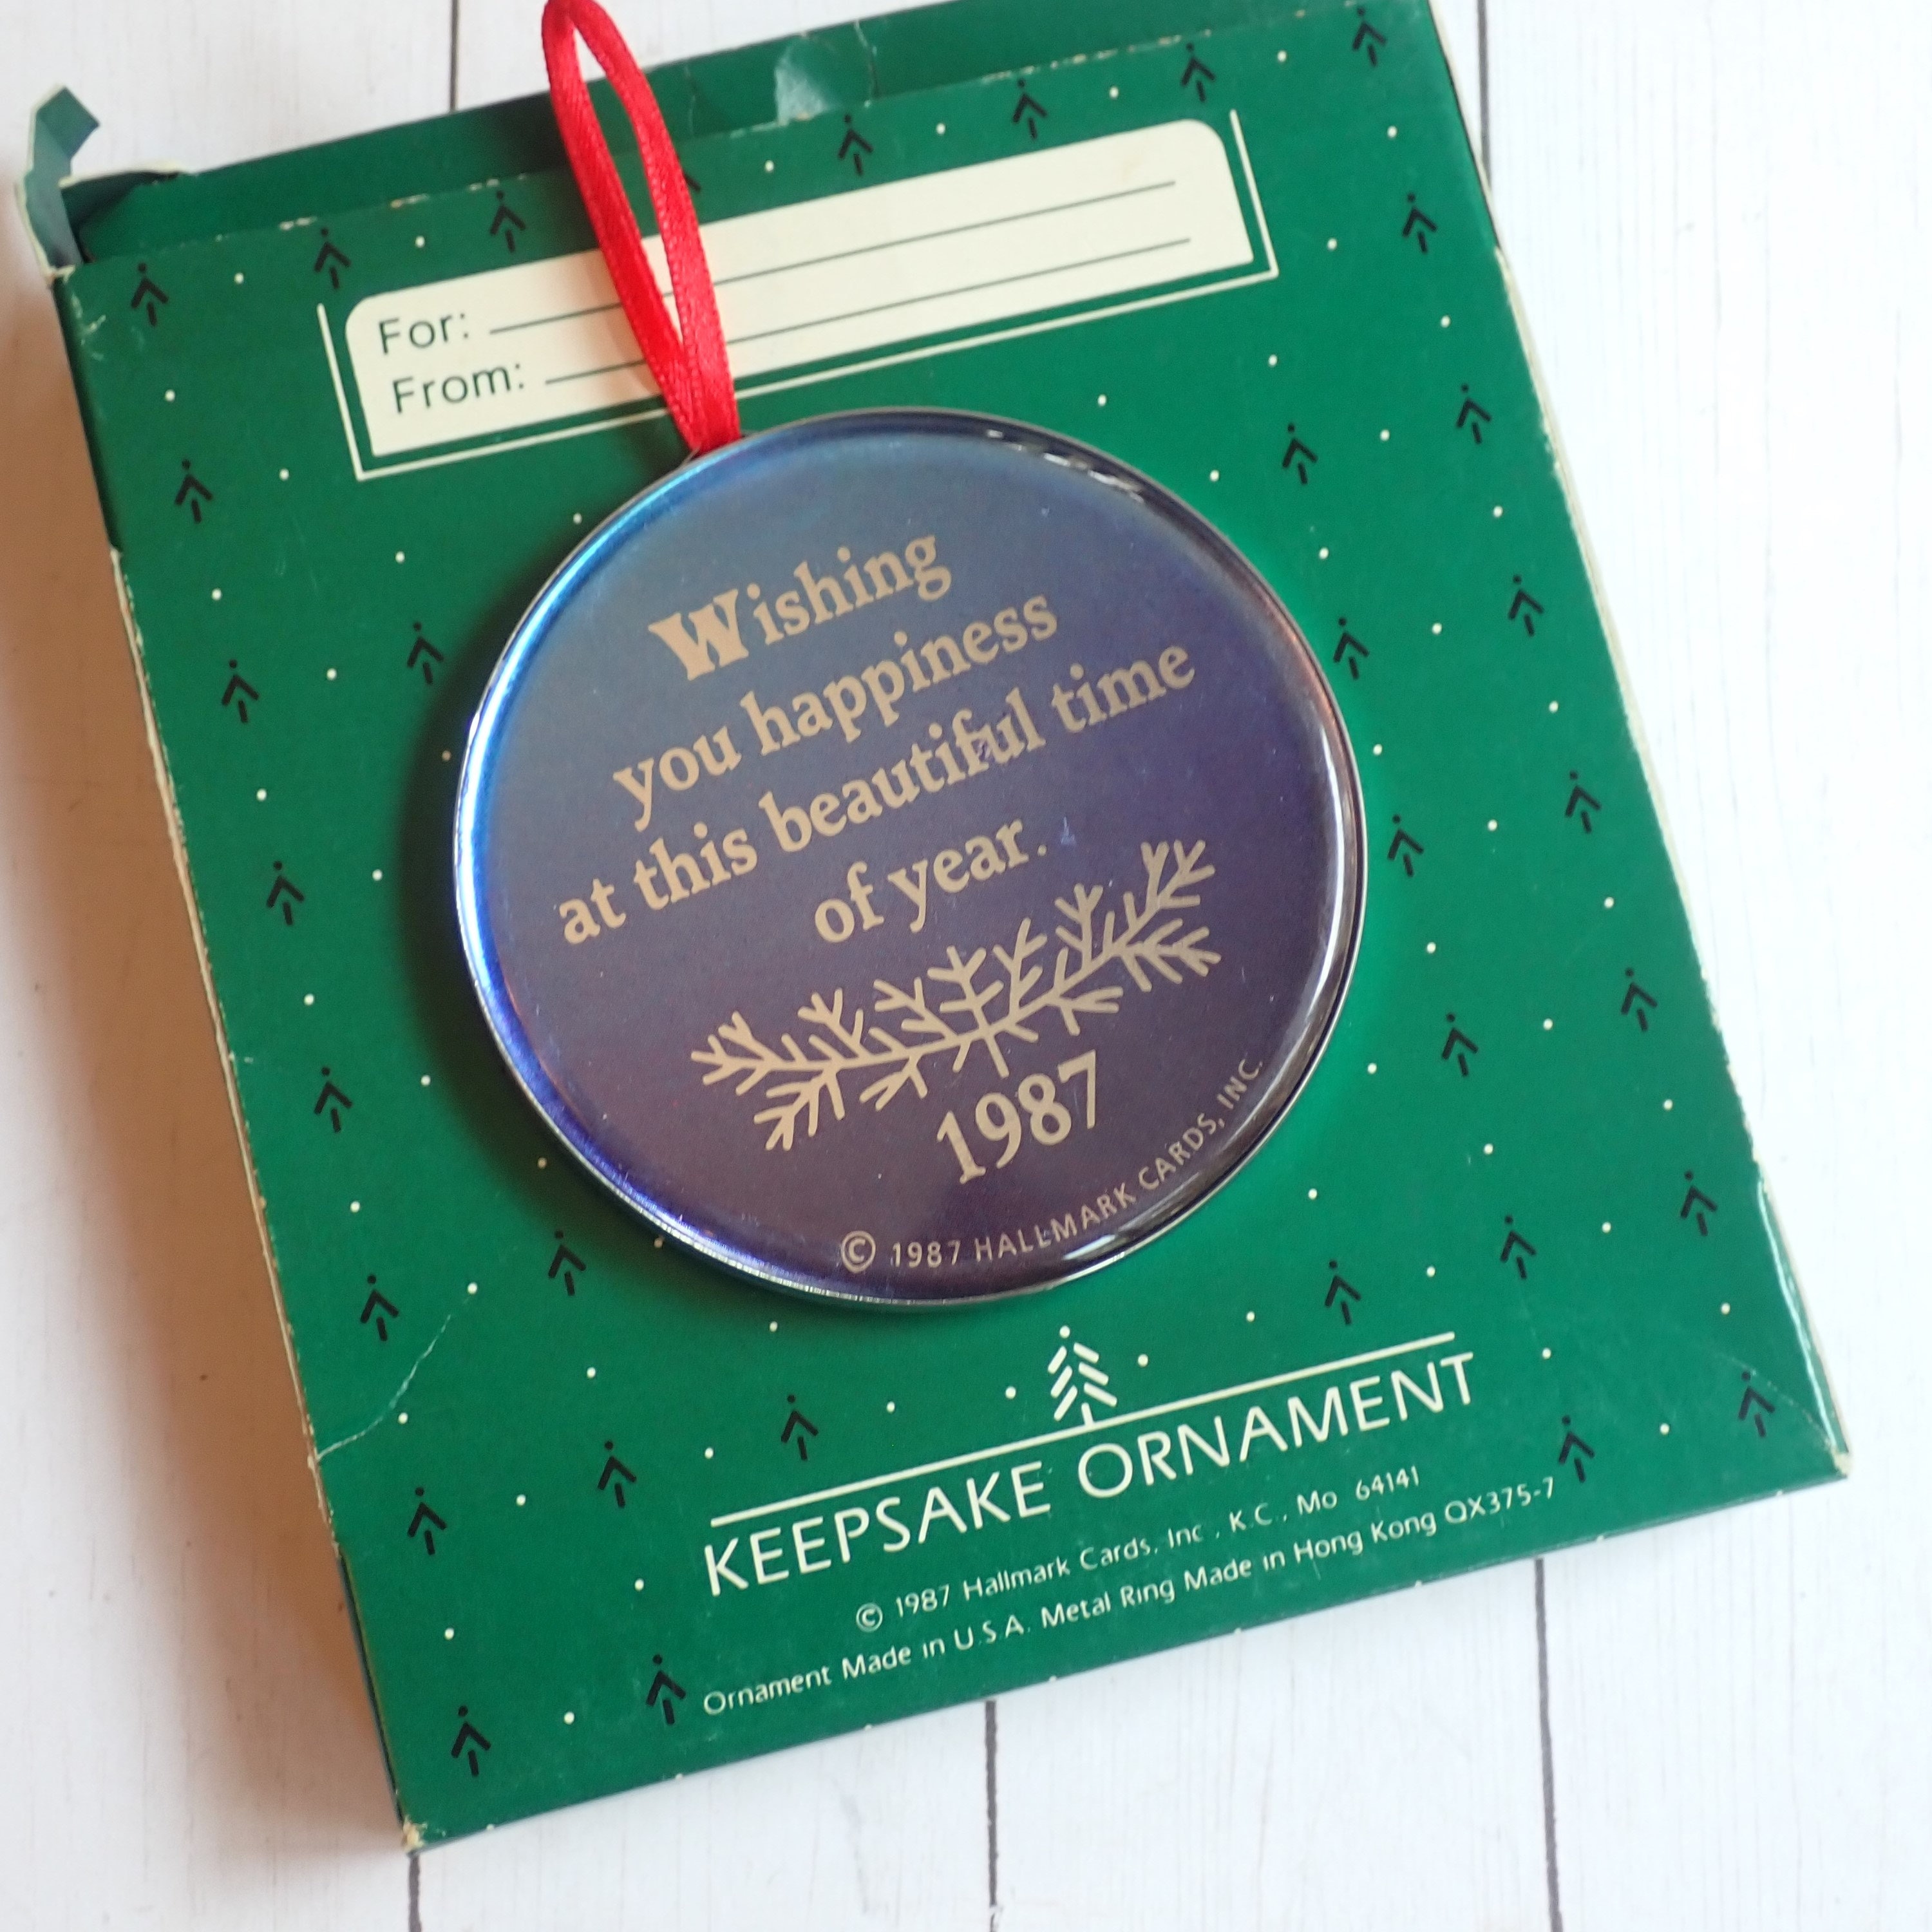 For:
From:
Wishing
you happiness
at this beautiful time
of year.
1987
© 1987 HALLMARK CARDS, INC.
KEEPSAKE ORNAMENT
© 1987 Hallmark Cards, Inc., K.C., Mo 64141
Ornament Made in U.S.A. Metal Ring Made in Hong Kong QX375-7